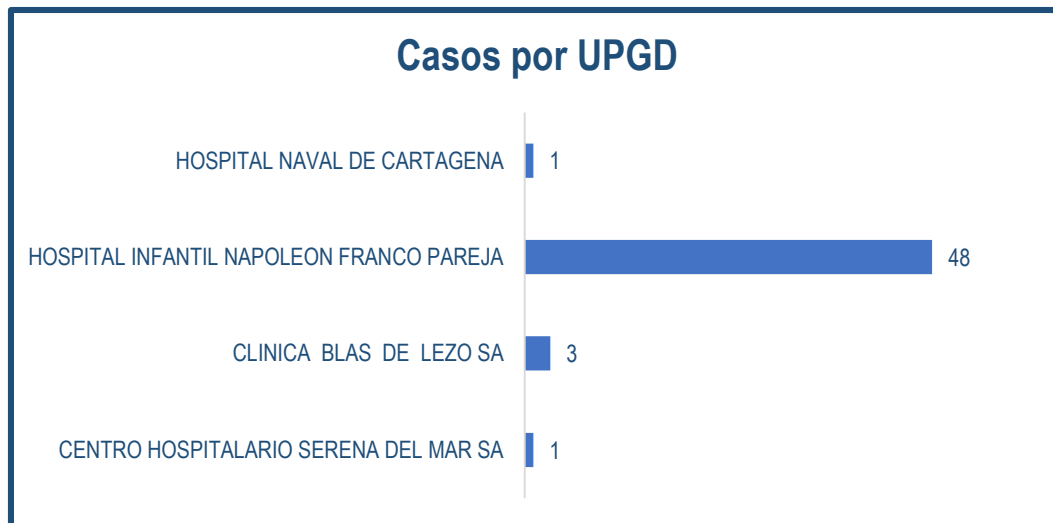 Casos por UPGD
HOSPITAL NAVAL DE CARTAGENA 1
HOSPITAL INFANTIL NAPOLEON FRANCO PAREJA 48
CLINICA BLAS DE LEZO SA 3
CENTRO HOSPITALARIO SERENA DEL MAR SA 1